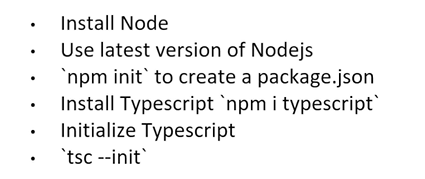 • Install Node
• Use latest version of Nodejs
• `npm init` to create a package.json
• Install Typescript `npm i typescript`
• Initialize Typescript
• `tsc --init`